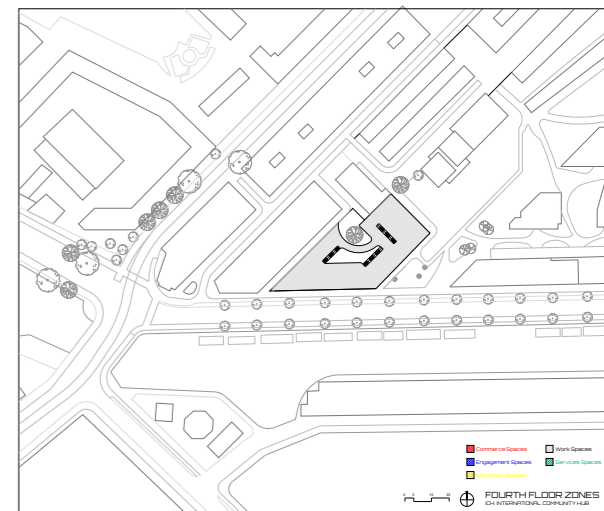 Commerce Spaces
Work Spaces
Engagement Spaces
Services Spaces
FOURTH FLOOR ZONES
ICH INTERNATIONAL COMMUNITY HUB